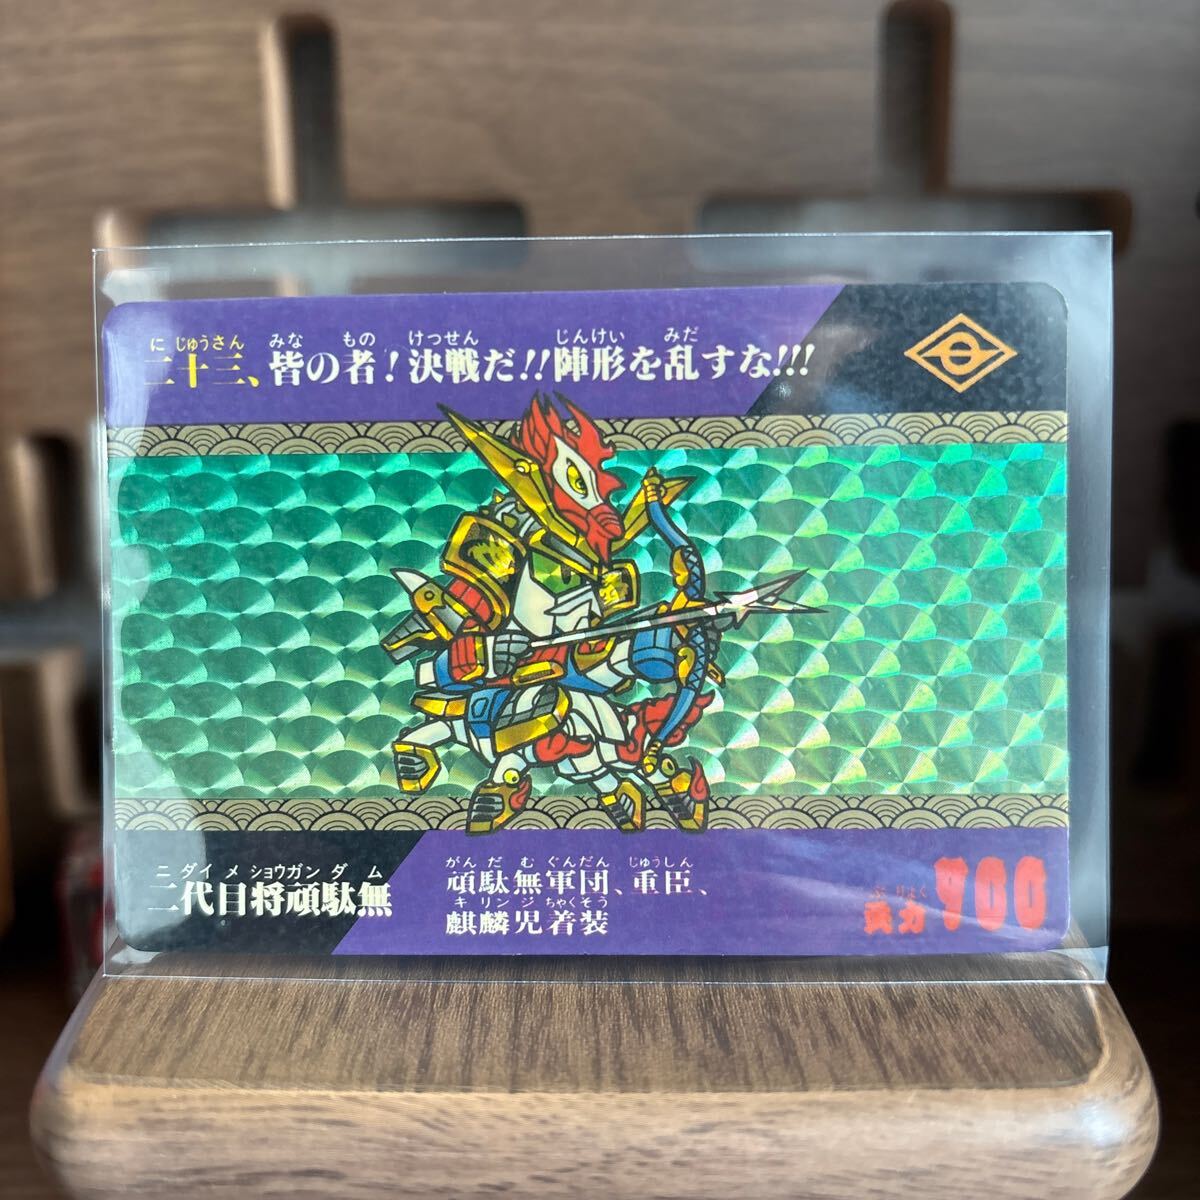 に じゅうさん みな もの けっせん じんけい みだ
二十三、皆の者!決戦だ!!陣形を乱すな!!!
ニ ダイ メ ショウガン ダ ム
二代目将頑駄無
がん だ む ぐんだん じゅうしん
頑駄無軍団、重臣、
キ リン ジ ちゃくそう
麒麟児着装
ぶ りょく
武力900